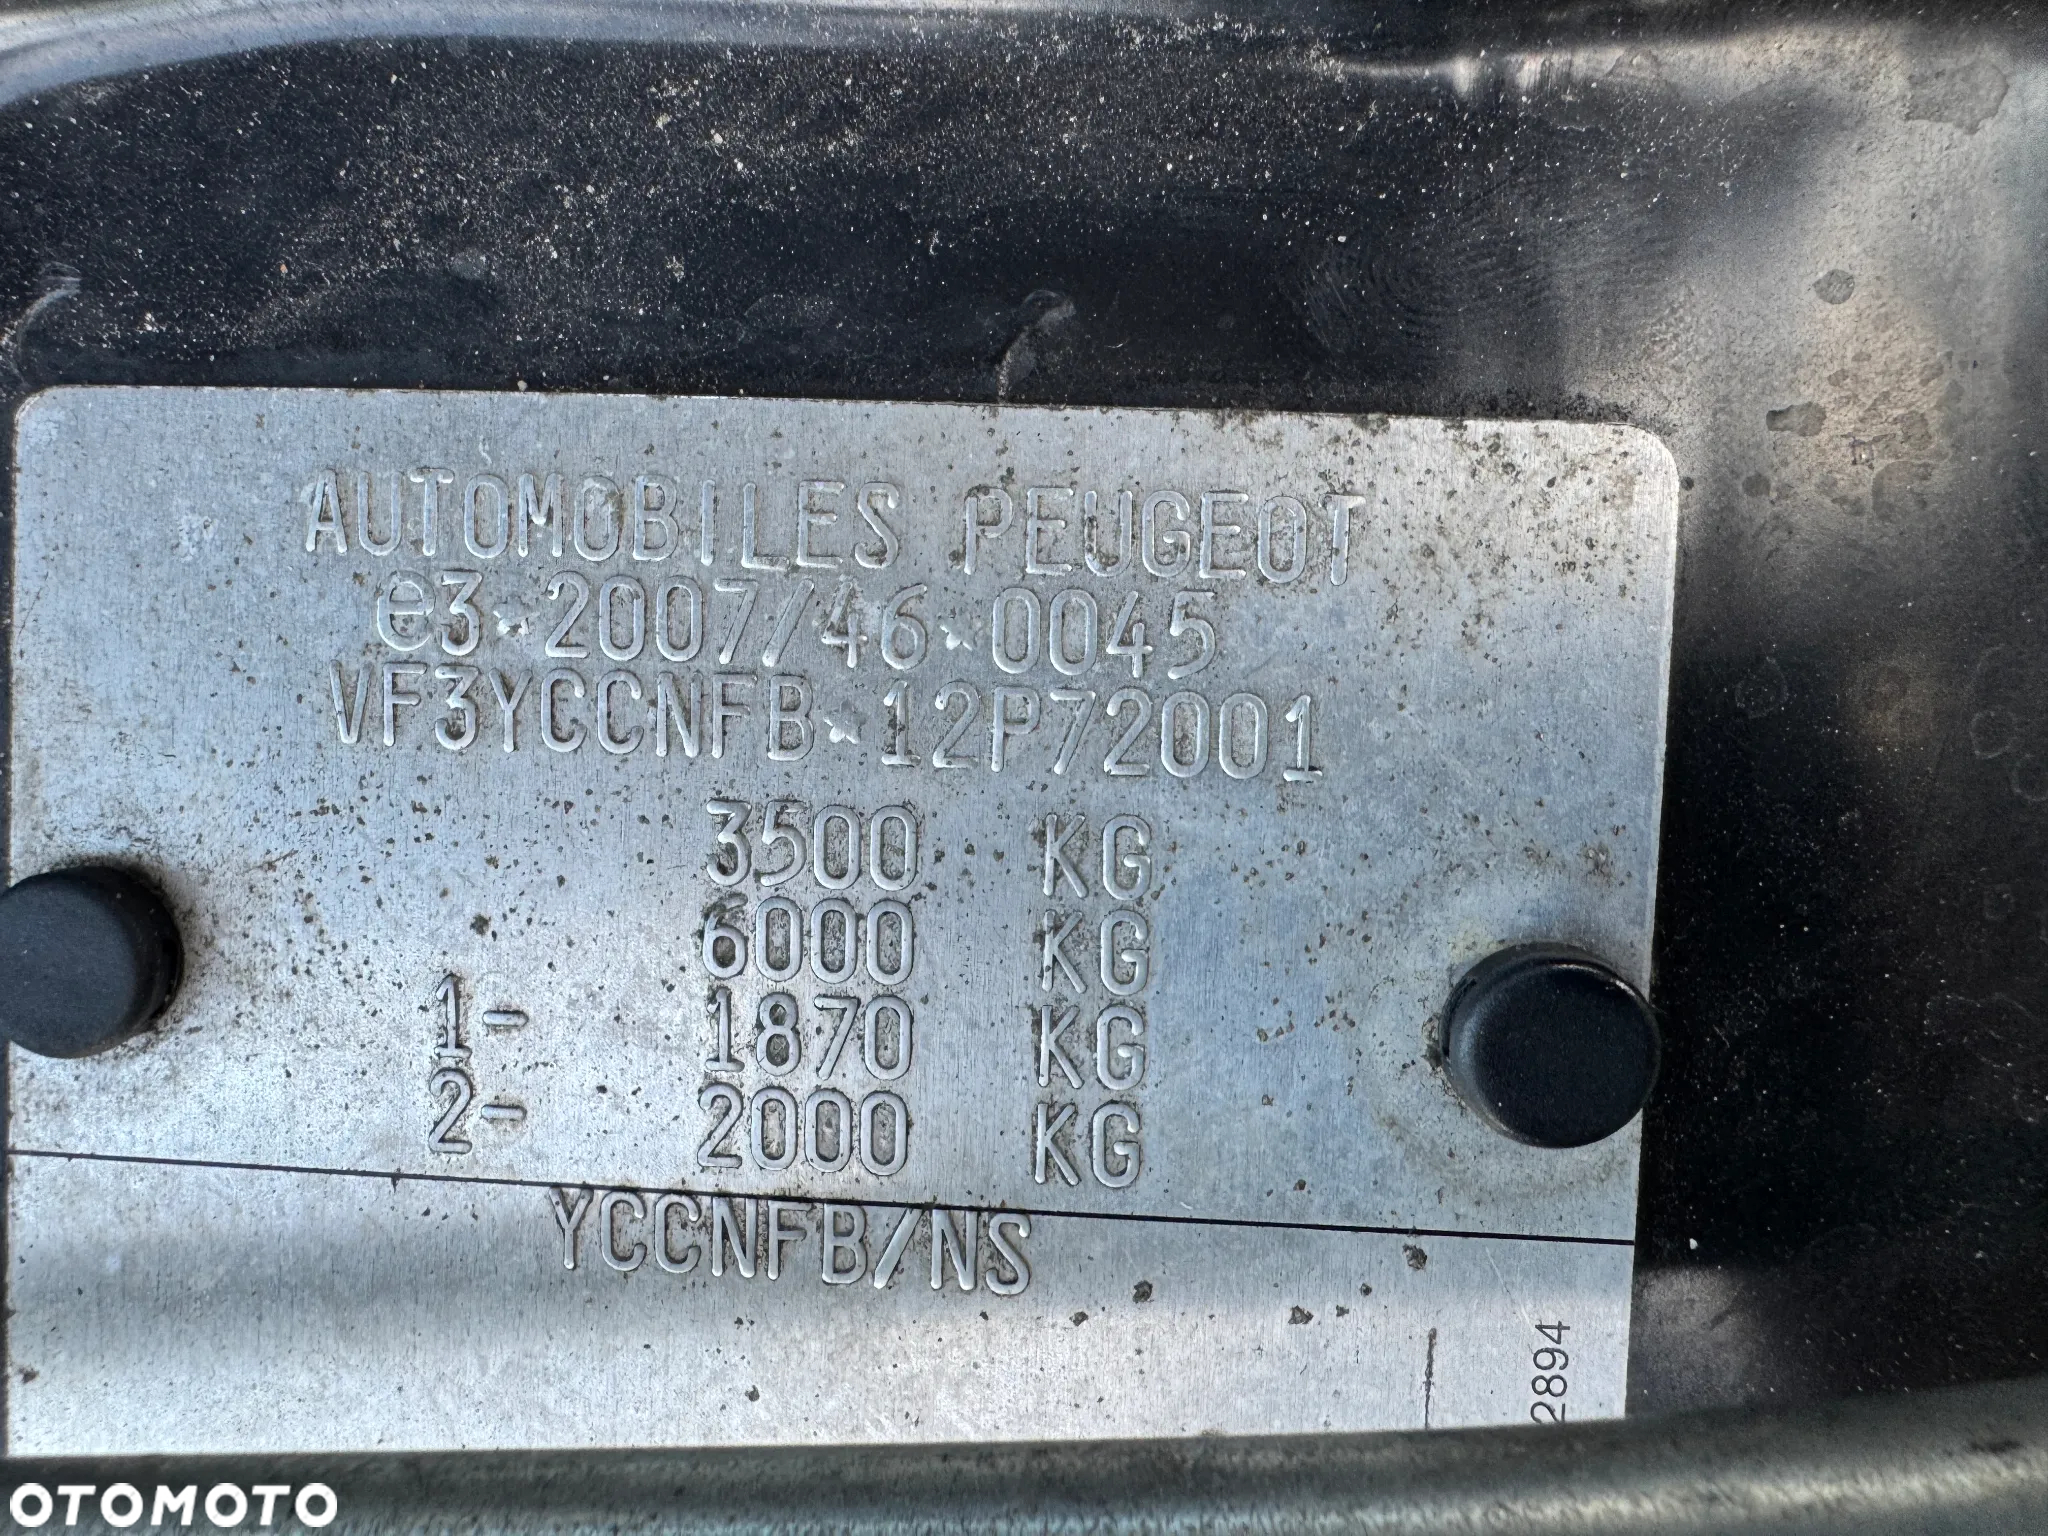 AUTOMOBILES PEUGEOT
e3*2007/46*0045
VF3YCCNFB*12P72001
3500 KG
6000 KG
1- 1870 KG
2- 2000 KG
YCCNFB/NS
2894
OTOMOTO